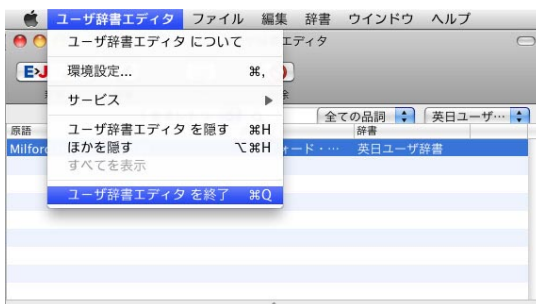 ユーザ辞書エディタ ファイル 編集 辞書 ウインドウ ヘルプ
ユーザ辞書エディタ について
エディタ
E›J
環境設定... ⌘,
サービス ▶
全ての品詞 英日ユーザ…
ユーザ辞書エディタ を隠す ⌘H
原語 辞書
ほかを隠す ⌥⌘H
Milford ード・… 英日ユーザ辞書
すべてを表示
ユーザ辞書エディタ を終了 ⌘Q